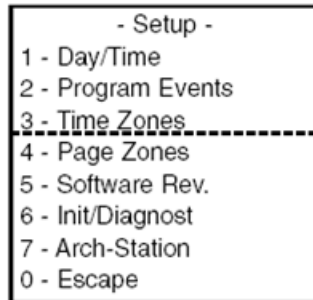 - Setup -
1 - Day/Time
2 - Program Events
3 - Time Zones
4 - Page Zones
5 - Software Rev.
6 - Init/Diagnost
7 - Arch-Station
0 - Escape